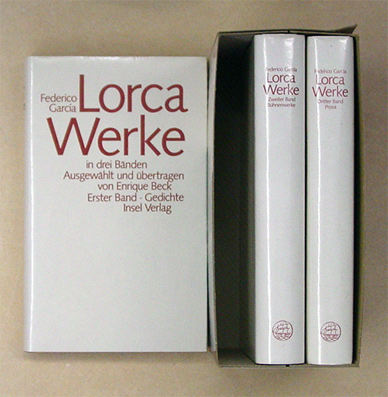 Federico
García
Lorca
Werke
in drei Bänden
Ausgewählt und übertragen
von Enrique Beck
Erster Band · Gedichte
Insel Verlag
Federico García
Lorca
Werke
Zweiter Band
Bühnenwerke
Federico García
Lorca
Werke
Dritter Band
Prosa